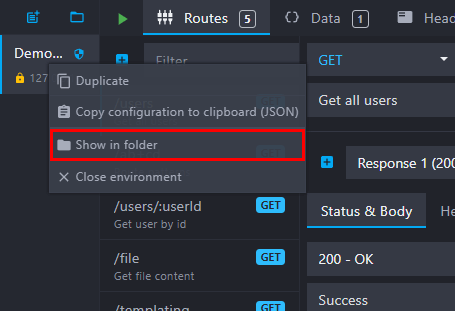 Routes 5
Data 1
Head
Demo...
127
Filter
GET
Duplicate
Copy configuration to clipboard (JSON)
Show in folder
Close environment
Get all users
Response 1 (200
/users/:userId GET
Get user by id
/file GET
Get file content
/templating GET
Status & Body
He
200 - OK
Success